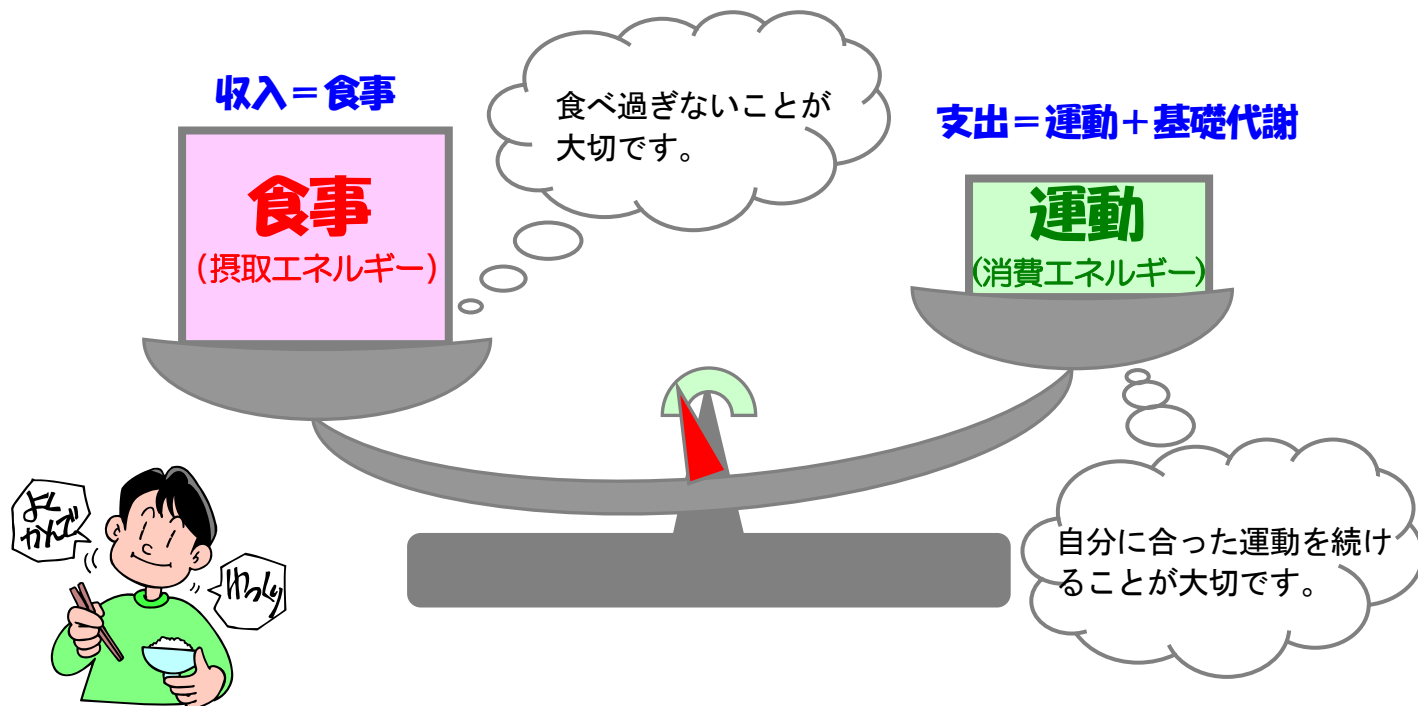 収入＝食事
食べ過ぎないことが
大切です。
支出＝運動＋基礎代謝
食事
（摂取エネルギー）
運動
（消費エネルギー）
よく
かんで
ゆっくり
自分に合った運動を続け
ることが大切です。